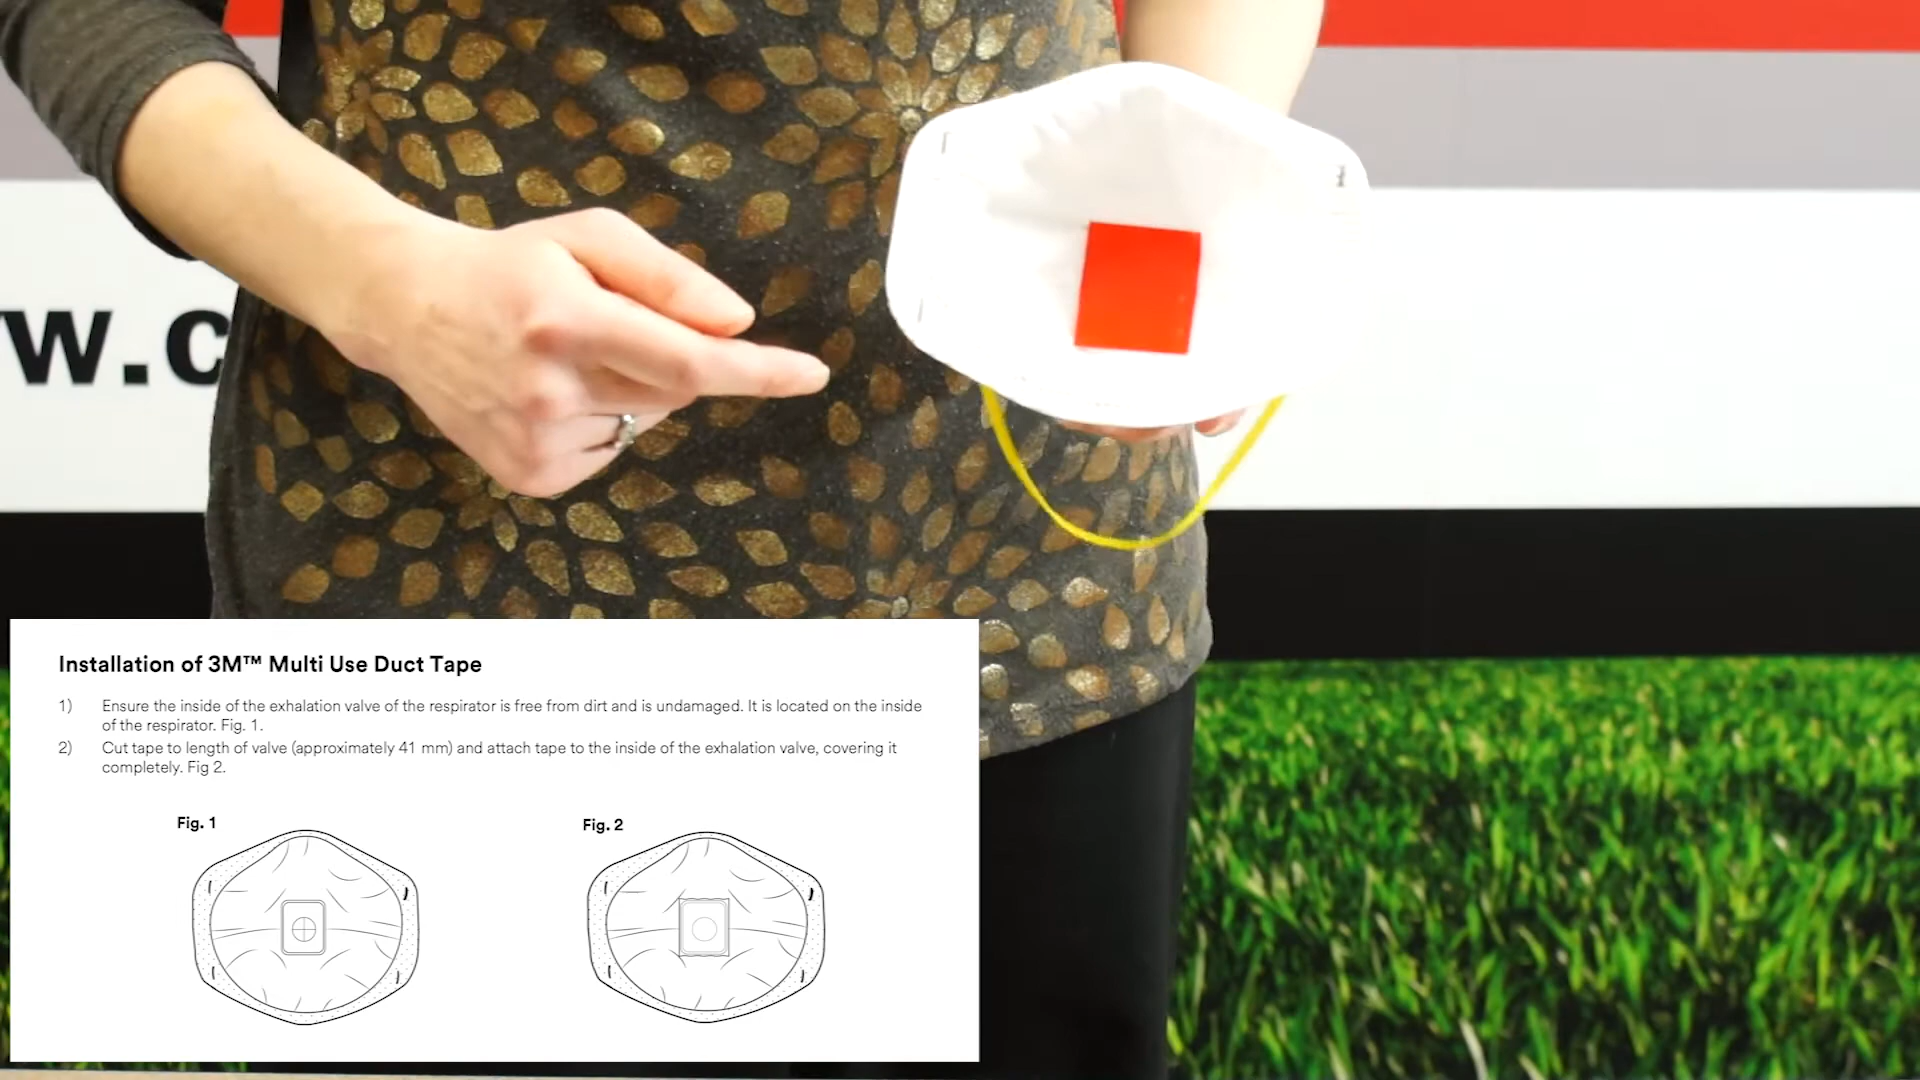 w.c
Installation of 3M™ Multi Use Duct Tape
1) Ensure the inside of the exhalation valve of the respirator is free from dirt and is undamaged. It is located on the inside
of the respirator. Fig. 1.
2) Cut tape to length of valve (approximately 41 mm) and attach tape to the inside of the exhalation valve, covering it
completely. Fig 2.
Fig. 1
Fig. 2